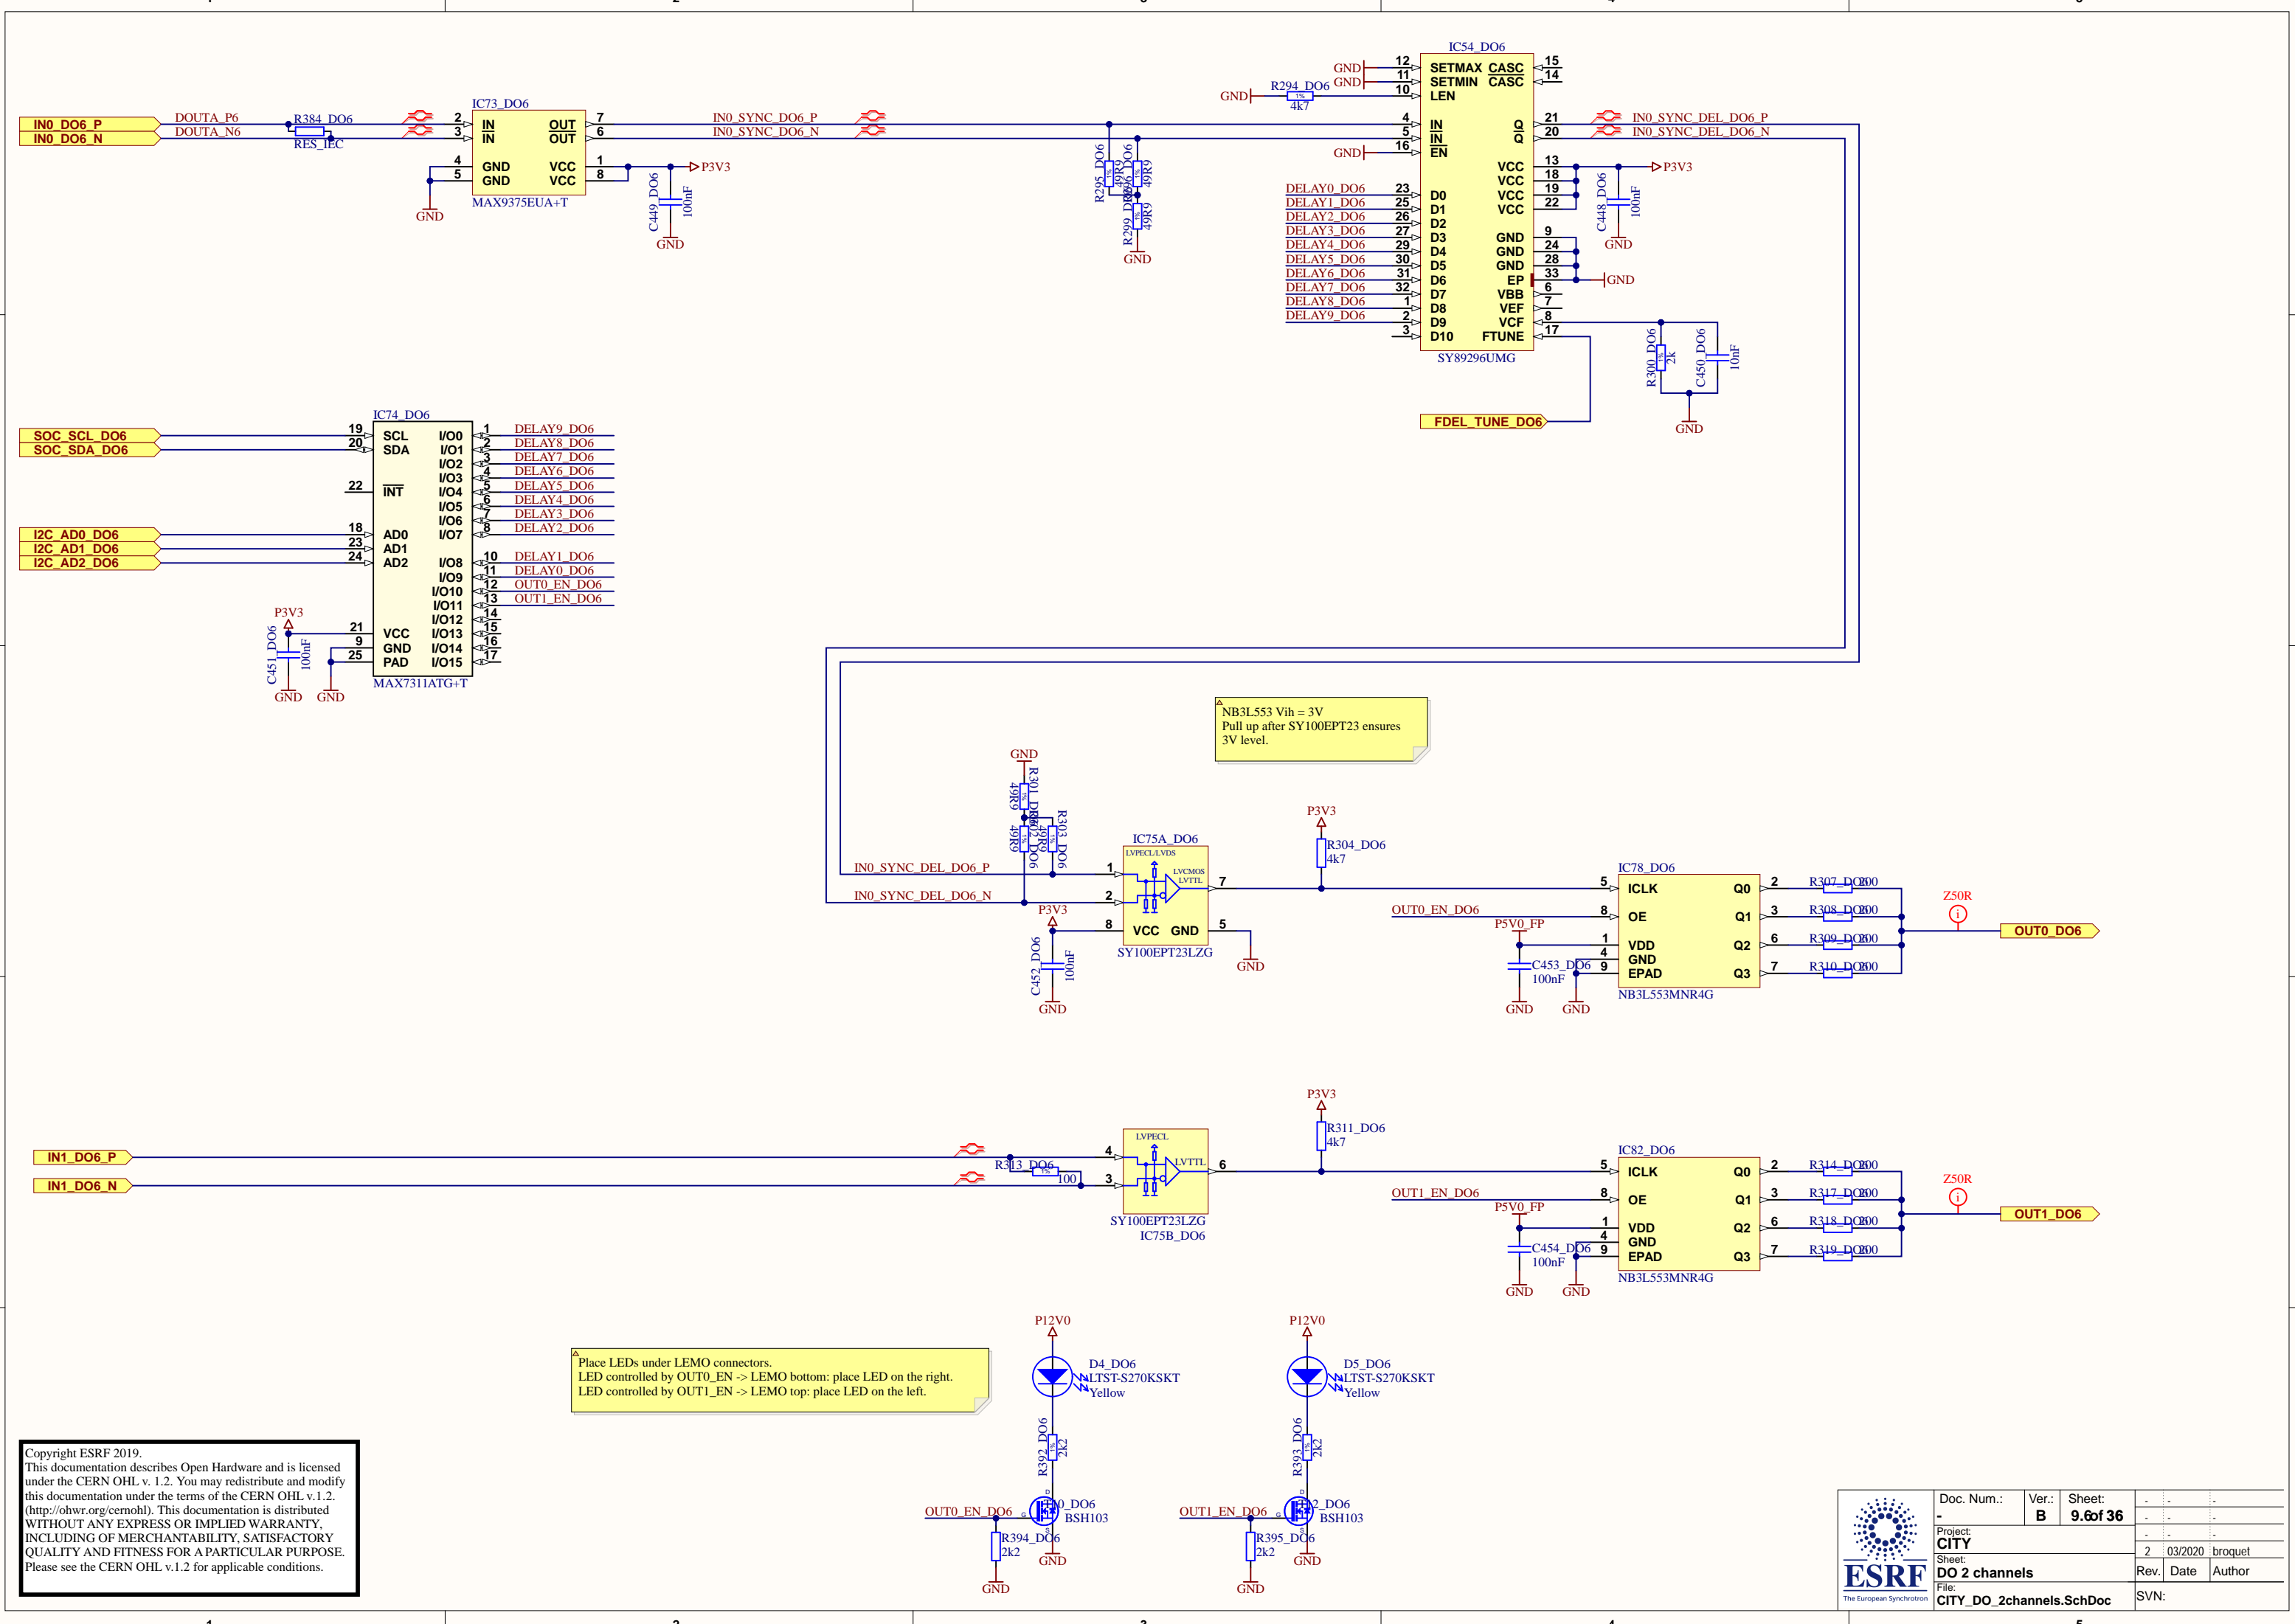 IC73_DO6
IN0_DO6_P
IN0_DO6_N
DOUTA_P6
DOUTA_N6
R384_DO6
RES_IEC
2 IN OUT 7
3 IN OUT 6
4 GND VCC 1
5 GND VCC 8
MAX9375EUA+T
GND
P3V3
C449_DO6
100nF
GND
IN0_SYNC_DO6_P
IN0_SYNC_DO6_N
R295_DO6
49R9
49R9
R299_DO6
49R9
GND
IC54_DO6
GND 12 SETMAX CASC 15
GND 11 SETMIN CASC 14
GND R294_DO6 4k7 10 LEN
4 IN Q 21 IN0_SYNC_DEL_DO6_P
5 IN Q 20 IN0_SYNC_DEL_DO6_N
GND 16 EN
VCC 13 P3V3
VCC 18
DELAY0_DO6 23 D0 VCC 19
DELAY1_DO6 25 D1 VCC 22
DELAY2_DO6 26 D2
DELAY3_DO6 27 D3 GND 9
DELAY4_DO6 29 D4 GND 24
DELAY5_DO6 30 D5 GND 28
DELAY6_DO6 31 D6 EP 33 GND
DELAY7_DO6 32 D7 VBB 6
DELAY8_DO6 1 D8 VEF 7
DELAY9_DO6 2 D9 VCF 8
3 D10 FTUNE 17
SY89296UMG
C448_DO6
100nF
GND
R300_DO6
2k
C450_DO6
10nF
GND
FDEL_TUNE_DO6
IC74_DO6
SOC_SCL_DO6 19 SCL I/O0 1 DELAY9_DO6
SOC_SDA_DO6 20 SDA I/O1 2 DELAY8_DO6
I/O2 3 DELAY7_DO6
I/O3 4 DELAY6_DO6
22 INT I/O4 5 DELAY5_DO6
I/O5 6 DELAY4_DO6
I/O6 7 DELAY3_DO6
I2C_AD0_DO6 18 AD0 I/O7 8 DELAY2_DO6
I2C_AD1_DO6 23 AD1
I2C_AD2_DO6 24 AD2 I/O8 10 DELAY1_DO6
I/O9 11 DELAY0_DO6
I/O10 12 OUT0_EN_DO6
I/O11 13 OUT1_EN_DO6
I/O12 14
21 VCC I/O13 15
9 GND I/O14 16
25 PAD I/O15 17
MAX7311ATG+T
P3V3
C451_DO6
100nF
GND
GND
NB3L553 Vih = 3V
Pull up after SY100EPT23 ensures
3V level.
GND
49R9
49R9
R303_DO6
49R9
IN0_SYNC_DEL_DO6_P
IN0_SYNC_DEL_DO6_N
IC75A_DO6
LVPECL/LVDS
LVCMOS
LVTTL
1
2
7
8 VCC GND 5
SY100EPT23LZG
P3V3
C452_DO6
100nF
GND
GND
P3V3
R304_DO6
4k7
IC78_DO6
5 ICLK Q0 2 R307_DO6
OUT0_EN_DO6 8 OE Q1 3 R308_DO6
P5V0_FP 1 VDD Q2 6 R309_DO6
4 GND
9 EPAD Q3 7 R310_DO6
NB3L553MNR4G
C453_DO6
100nF
GND
GND
Z50R
i
OUT0_DO6
IN1_DO6_P
IN1_DO6_N
R313_DO6
1%
100
LVPECL
LVTTL
4
3
6
SY100EPT23LZG
IC75B_DO6
P3V3
R311_DO6
4k7
IC82_DO6
5 ICLK Q0 2 R314_DO6
OUT1_EN_DO6 8 OE Q1 3 R317_DO6
P5V0_FP 1 VDD Q2 6 R318_DO6
4 GND
9 EPAD Q3 7 R319_DO6
NB3L553MNR4G
C454_DO6
100nF
GND
GND
Z50R
i
OUT1_DO6
Place LEDs under LEMO connectors.
LED controlled by OUT0_EN -> LEMO bottom: place LED on the right.
LED controlled by OUT1_EN -> LEMO top: place LED on the left.
P12V0
D4_DO6
LTST-S270KSKT
Yellow
R392_DO6
2k2
OUT0_EN_DO6
BSH103
R394_DO6
2k2
GND
GND
P12V0
D5_DO6
LTST-S270KSKT
Yellow
R393_DO6
2k2
OUT1_EN_DO6
BSH103
R395_DO6
2k2
GND
GND
Copyright ESRF 2019.
This documentation describes Open Hardware and is licensed
under the CERN OHL v. 1.2. You may redistribute and modify
this documentation under the terms of the CERN OHL v.1.2.
(http://ohwr.org/cernohl). This documentation is distributed
WITHOUT ANY EXPRESS OR IMPLIED WARRANTY,
INCLUDING OF MERCHANTABILITY, SATISFACTORY
QUALITY AND FITNESS FOR A PARTICULAR PURPOSE.
Please see the CERN OHL v.1.2 for applicable conditions.
ESRF
The European Synchrotron
Doc. Num.: -
Ver.: B
Sheet: 9.6of 36
Project:
CITY
Sheet:
DO 2 channels
File:
CITY_DO_2channels.SchDoc
2 03/2020 broquet
Rev. Date Author
SVN: